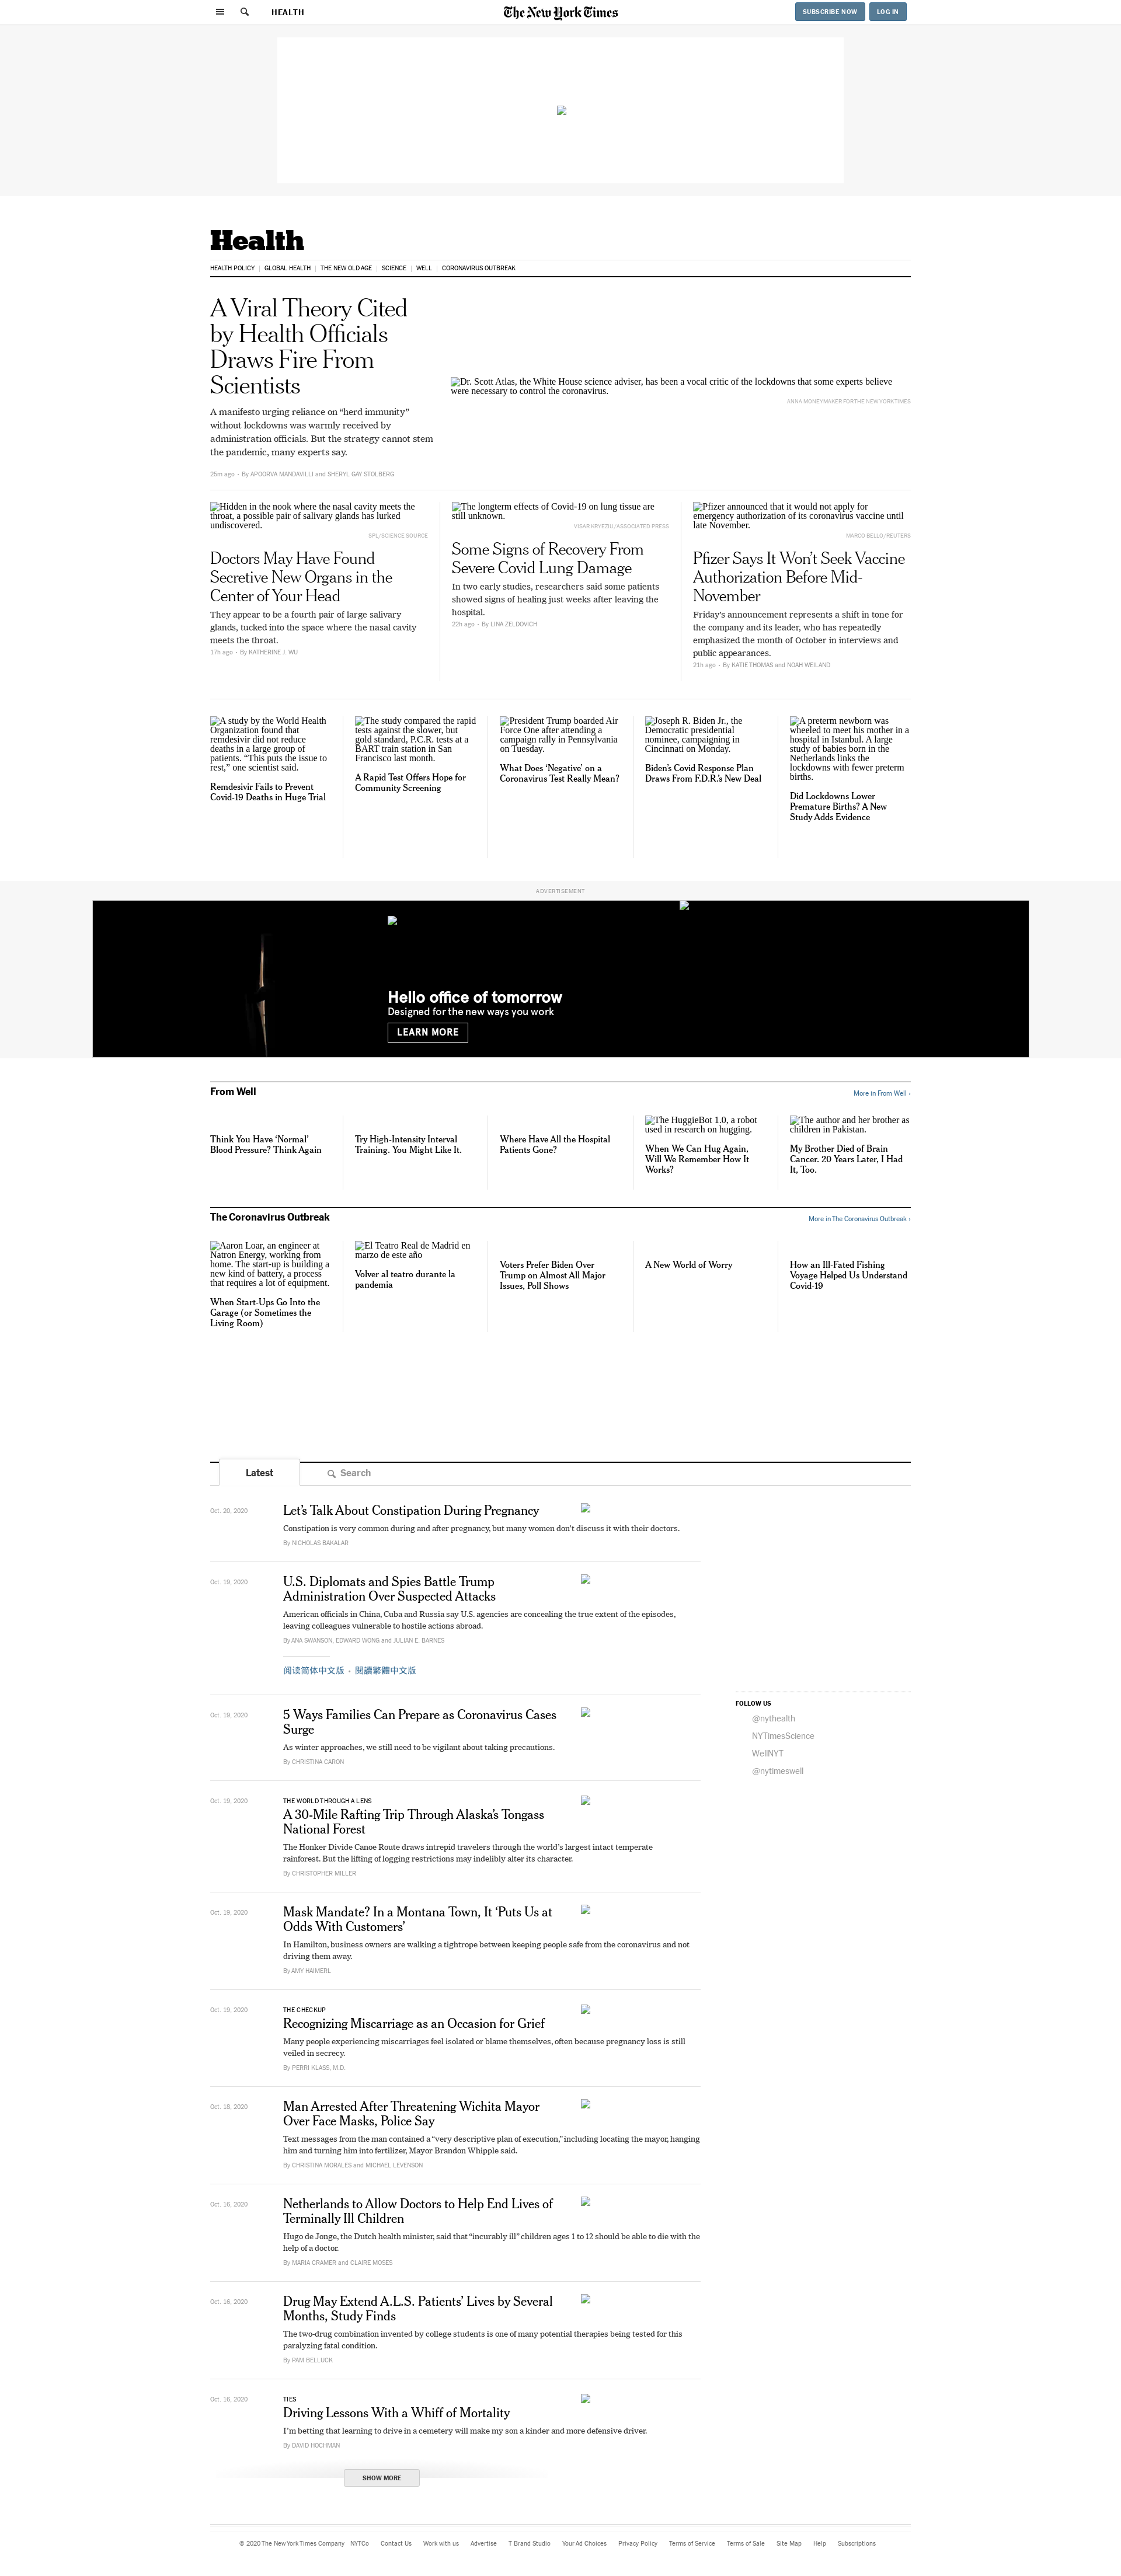 HEALTH
The New York Times
SUBSCRIBE NOW
LOG IN
Health
HEALTH POLICY
GLOBAL HEALTH
THE NEW OLD AGE
SCIENCE
WELL
CORONAVIRUS OUTBREAK
A Viral Theory Cited
by Health Officials
Draws Fire From
Scientists
A manifesto urging reliance on “herd immunity”
without lockdowns was warmly received by
administration officials. But the strategy cannot stem
the pandemic, many experts say.
25m ago - By APOORVA MANDAVILLI and SHERYL GAY STOLBERG
Dr. Scott Atlas, the White House science adviser, has been a vocal critic of the lockdowns that some experts believe
were necessary to control the coronavirus.
ANNA MONEYMAKER FOR THE NEW YORK TIMES
Hidden in the nook where the nasal cavity meets the
throat, a possible pair of salivary glands has lurked
undiscovered.
SPL/SCIENCE SOURCE
Doctors May Have Found
Secretive New Organs in the
Center of Your Head
They appear to be a fourth pair of large salivary
glands, tucked into the space where the nasal cavity
meets the throat.
17h ago - By KATHERINE J. WU
The longterm effects of Covid-19 on lung tissue are
still unknown.
VISAR KRYEZIU/ASSOCIATED PRESS
Some Signs of Recovery From
Severe Covid Lung Damage
In two early studies, researchers said some patients
showed signs of healing just weeks after leaving the
hospital.
22h ago - By LINA ZELDOVICH
Pfizer announced that it would not apply for
emergency authorization of its coronavirus vaccine until
late November.
MARCO BELLO/REUTERS
Pfizer Says It Won’t Seek Vaccine
Authorization Before Mid-
November
Friday’s announcement represents a shift in tone for
the company and its leader, who has repeatedly
emphasized the month of October in interviews and
public appearances.
21h ago - By KATIE THOMAS and NOAH WEILAND
A study by the World Health
Organization found that
remdesivir did not reduce
deaths in a large group of
patients. “This puts the issue to
rest,” one scientist said.
Remdesivir Fails to Prevent
Covid-19 Deaths in Huge Trial
The study compared the rapid
tests against the slower, but
gold standard, P.C.R. tests at a
BART train station in San
Francisco last month.
A Rapid Test Offers Hope for
Community Screening
President Trump boarded Air
Force One after attending a
campaign rally in Pennsylvania
on Tuesday.
What Does ‘Negative’ on a
Coronavirus Test Really Mean?
Joseph R. Biden Jr., the
Democratic presidential
nominee, campaigning in
Cincinnati on Monday.
Biden’s Covid Response Plan
Draws From F.D.R.’s New Deal
A preterm newborn was
wheeled to meet his mother in a
hospital in Istanbul. A large
study of babies born in the
Netherlands links the
lockdowns with fewer preterm
births.
Did Lockdowns Lower
Premature Births? A New
Study Adds Evidence
ADVERTISEMENT
Hello office of tomorrow
Designed for the new ways you work
LEARN MORE
From Well
More in From Well ›
Think You Have ‘Normal’
Blood Pressure? Think Again
Try High-Intensity Interval
Training. You Might Like It.
Where Have All the Hospital
Patients Gone?
The HuggieBot 1.0, a robot
used in research on hugging.
When We Can Hug Again,
Will We Remember How It
Works?
The author and her brother as
children in Pakistan.
My Brother Died of Brain
Cancer. 20 Years Later, I Had
It, Too.
The Coronavirus Outbreak
More in The Coronavirus Outbreak ›
Aaron Loar, an engineer at
Natron Energy, working from
home. The start-up is building a
new kind of battery, a process
that requires a lot of equipment.
When Start-Ups Go Into the
Garage (or Sometimes the
Living Room)
El Teatro Real de Madrid en
marzo de este año
Volver al teatro durante la
pandemia
Voters Prefer Biden Over
Trump on Almost All Major
Issues, Poll Shows
A New World of Worry
How an Ill-Fated Fishing
Voyage Helped Us Understand
Covid-19
Latest
Search
Oct. 20, 2020
Let’s Talk About Constipation During Pregnancy
Constipation is very common during and after pregnancy, but many women don’t discuss it with their doctors.
By NICHOLAS BAKALAR
Oct. 19, 2020
U.S. Diplomats and Spies Battle Trump
Administration Over Suspected Attacks
American officials in China, Cuba and Russia say U.S. agencies are concealing the true extent of the episodes,
leaving colleagues vulnerable to hostile actions abroad.
By ANA SWANSON, EDWARD WONG and JULIAN E. BARNES
阅读简体中文版 - 閱讀繁體中文版
FOLLOW US
@nythealth
NYTimesScience
WellNYT
@nytimeswell
Oct. 19, 2020
5 Ways Families Can Prepare as Coronavirus Cases
Surge
As winter approaches, we still need to be vigilant about taking precautions.
By CHRISTINA CARON
Oct. 19, 2020
THE WORLD THROUGH A LENS
A 30-Mile Rafting Trip Through Alaska’s Tongass
National Forest
The Honker Divide Canoe Route draws intrepid travelers through the world’s largest intact temperate
rainforest. But the lifting of logging restrictions may indelibly alter its character.
By CHRISTOPHER MILLER
Oct. 19, 2020
Mask Mandate? In a Montana Town, It ‘Puts Us at
Odds With Customers’
In Hamilton, business owners are walking a tightrope between keeping people safe from the coronavirus and not
driving them away.
By AMY HAIMERL
Oct. 19, 2020
THE CHECKUP
Recognizing Miscarriage as an Occasion for Grief
Many people experiencing miscarriages feel isolated or blame themselves, often because pregnancy loss is still
veiled in secrecy.
By PERRI KLASS, M.D.
Oct. 18, 2020
Man Arrested After Threatening Wichita Mayor
Over Face Masks, Police Say
Text messages from the man contained a “very descriptive plan of execution,” including locating the mayor, hanging
him and turning him into fertilizer, Mayor Brandon Whipple said.
By CHRISTINA MORALES and MICHAEL LEVENSON
Oct. 16, 2020
Netherlands to Allow Doctors to Help End Lives of
Terminally Ill Children
Hugo de Jonge, the Dutch health minister, said that “incurably ill” children ages 1 to 12 should be able to die with the
help of a doctor.
By MARIA CRAMER and CLAIRE MOSES
Oct. 16, 2020
Drug May Extend A.L.S. Patients’ Lives by Several
Months, Study Finds
The two-drug combination invented by college students is one of many potential therapies being tested for this
paralyzing fatal condition.
By PAM BELLUCK
Oct. 16, 2020
TIES
Driving Lessons With a Whiff of Mortality
I’m betting that learning to drive in a cemetery will make my son a kinder and more defensive driver.
By DAVID HOCHMAN
SHOW MORE
© 2020 The New York Times Company NYTCo Contact Us Work with us Advertise T Brand Studio Your Ad Choices Privacy Policy Terms of Service Terms of Sale Site Map Help Subscriptions